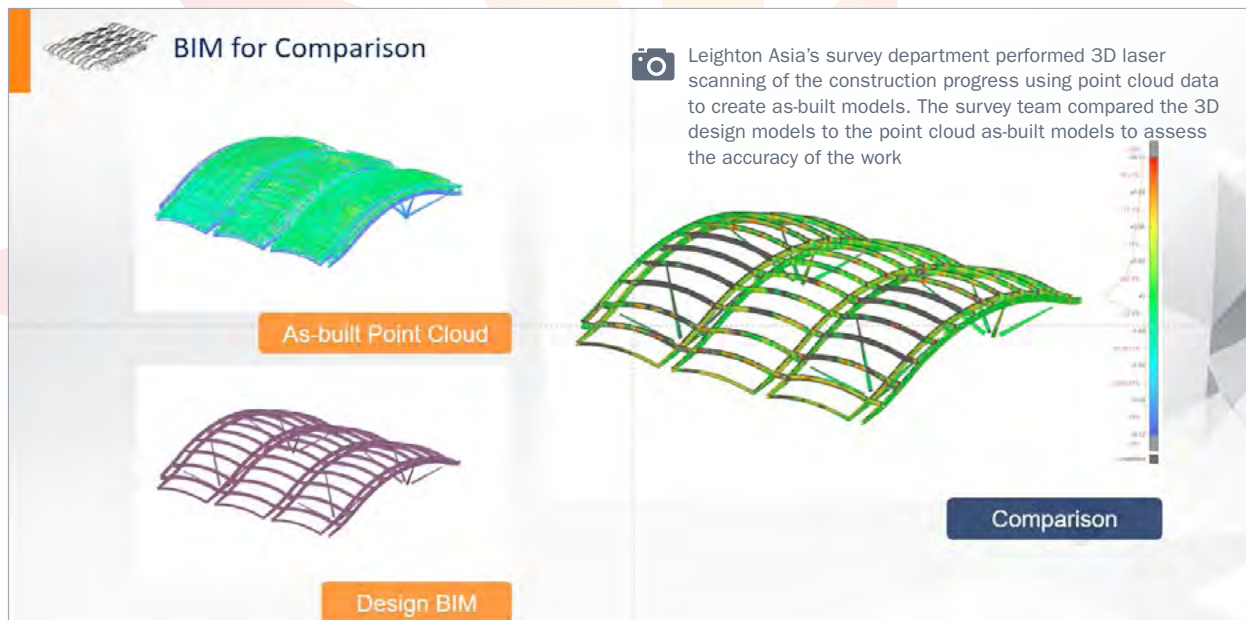 BIM for Comparison
Leighton Asia’s survey department performed 3D laser
scanning of the construction progress using point cloud data
to create as-built models. The survey team compared the 3D
design models to the point cloud as-built models to assess
the accuracy of the work
As-built Point Cloud
Design BIM
Comparison